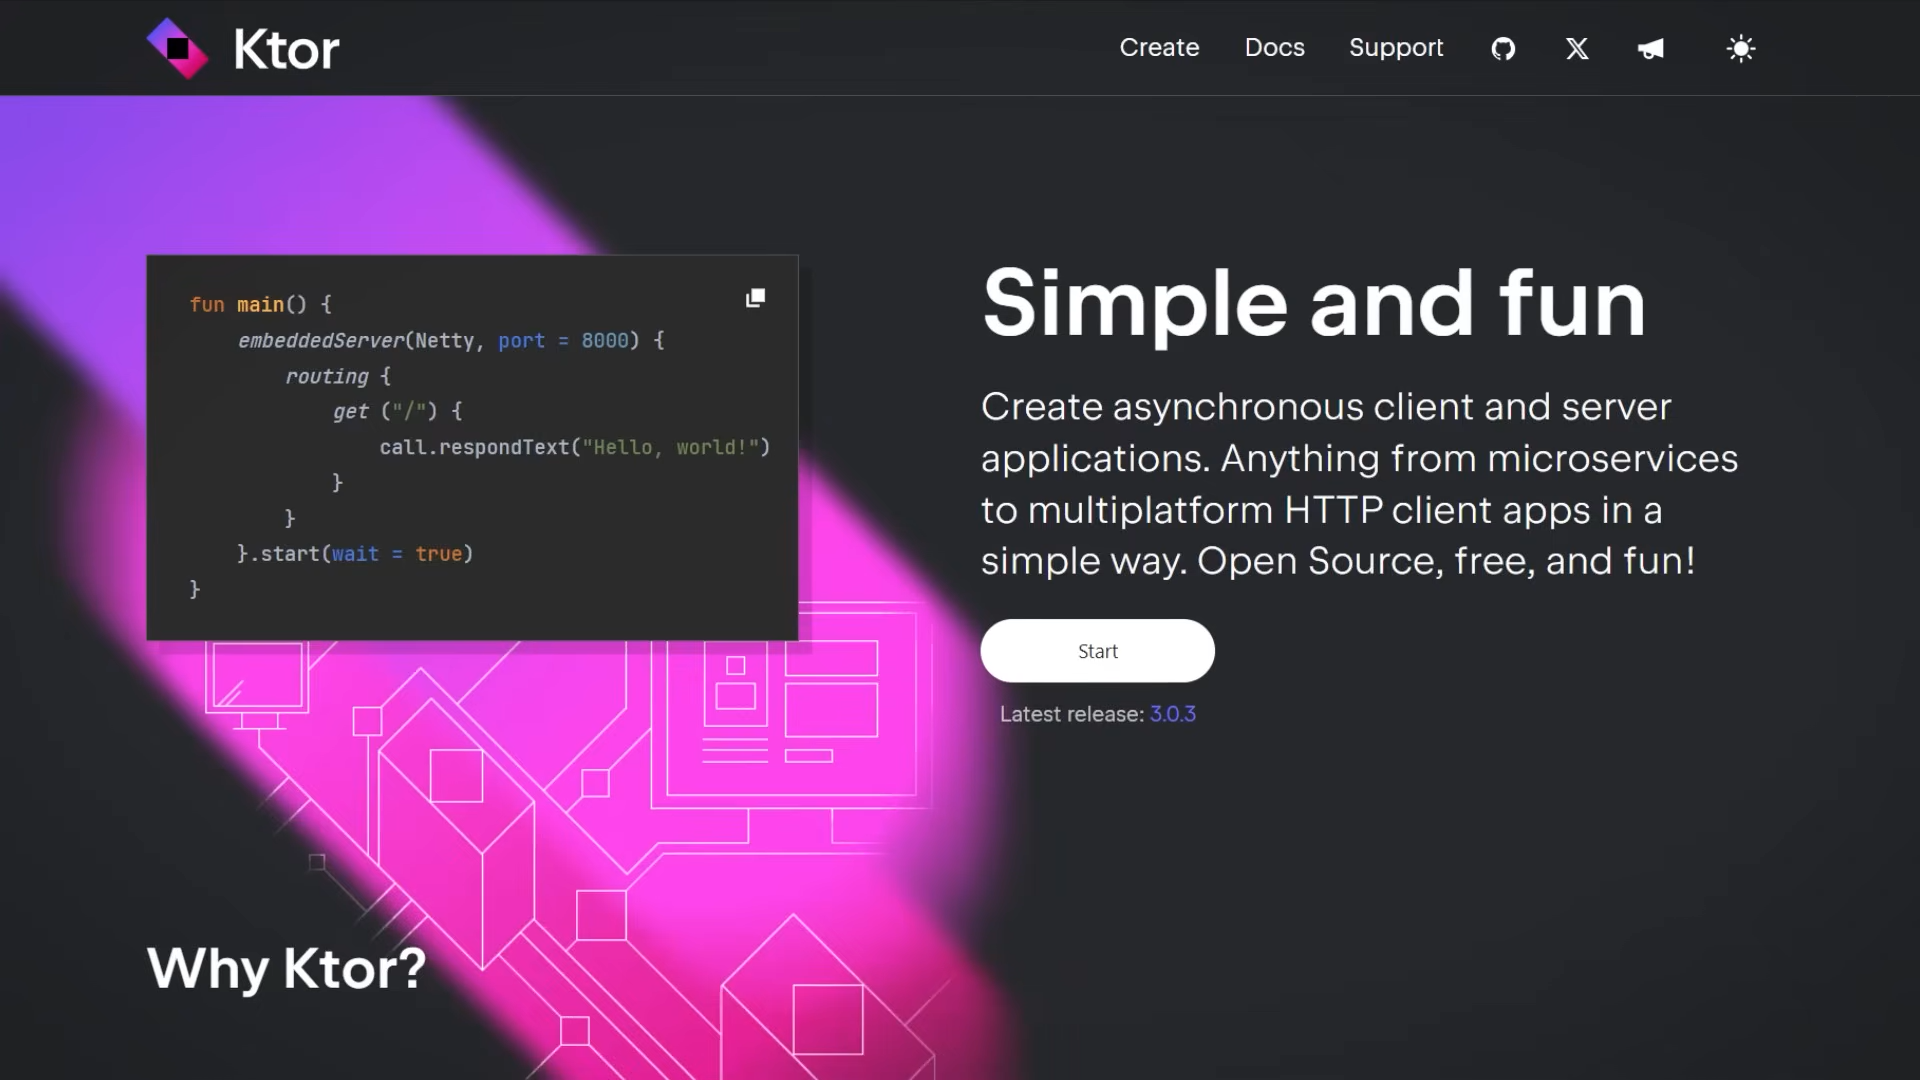 Ktor
Create Docs Support
fun main() {
    embeddedServer(Netty, port = 8000) {
        routing {
            get ("/") {
                call.respondText("Hello, world!")
            }
        }
    }.start(wait = true)
}
Simple and fun
Create asynchronous client and server
applications. Anything from microservices
to multiplatform HTTP client apps in a
simple way. Open Source, free, and fun!
Start
Latest release: 3.0.3
Why Ktor?